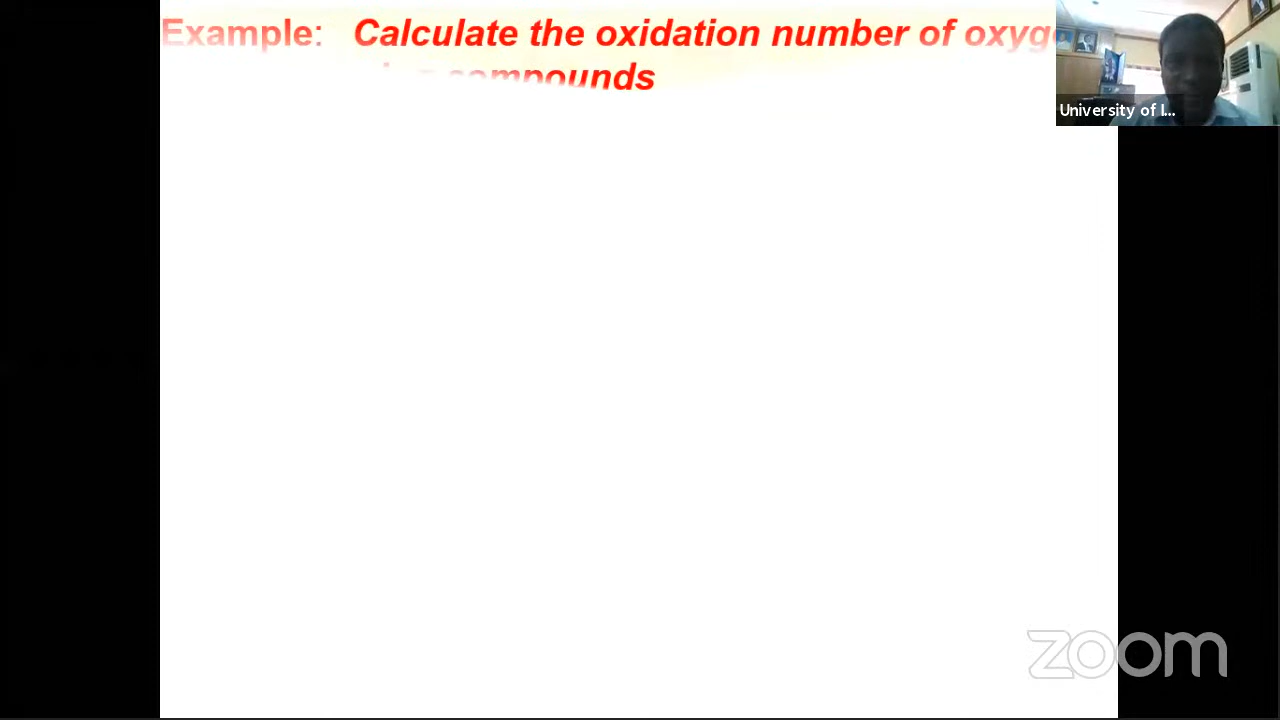 Example: Calculate the oxidation number of oxyg
compounds
University of I...
zoom